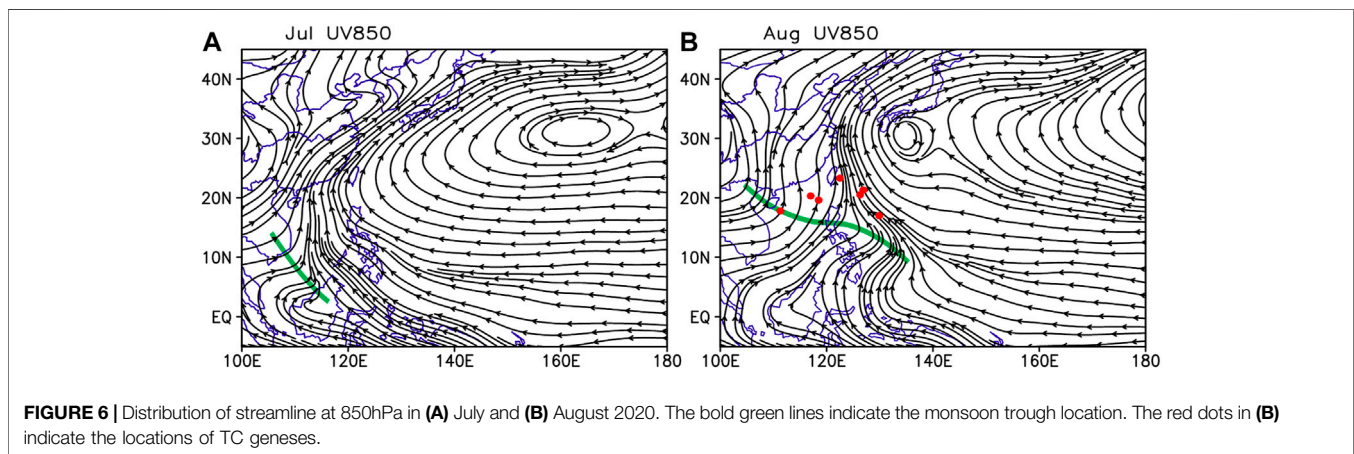 A Jul UV850 B Aug UV850
40N 40N
30N 30N
20N 20N
10N 10N
EQ EQ
100E 120E 140E 160E 180 100E 120E 140E 160E 180
FIGURE 6 | Distribution of streamline at 850hPa in (A) July and (B) August 2020. The bold green lines indicate the monsoon trough location. The red dots in (B)
indicate the locations of TC geneses.